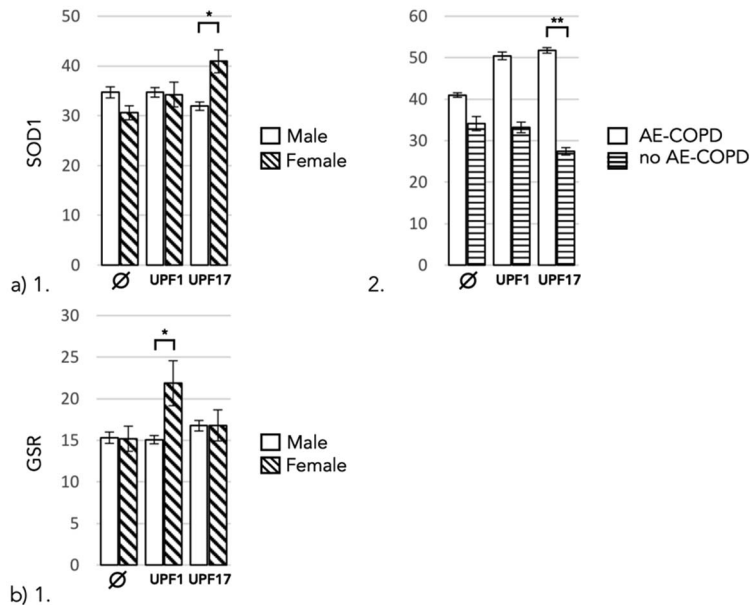 50
40
30
20
10
0
SOD1
*
Male
Female
Ø UPF1 UPF17
a) 1.
60
50
40
30
20
10
0
**
AE-COPD
no AE-COPD
Ø UPF1 UPF17
2.
30
25
20
15
10
5
0
GSR
*
Male
Female
Ø UPF1 UPF17
b) 1.